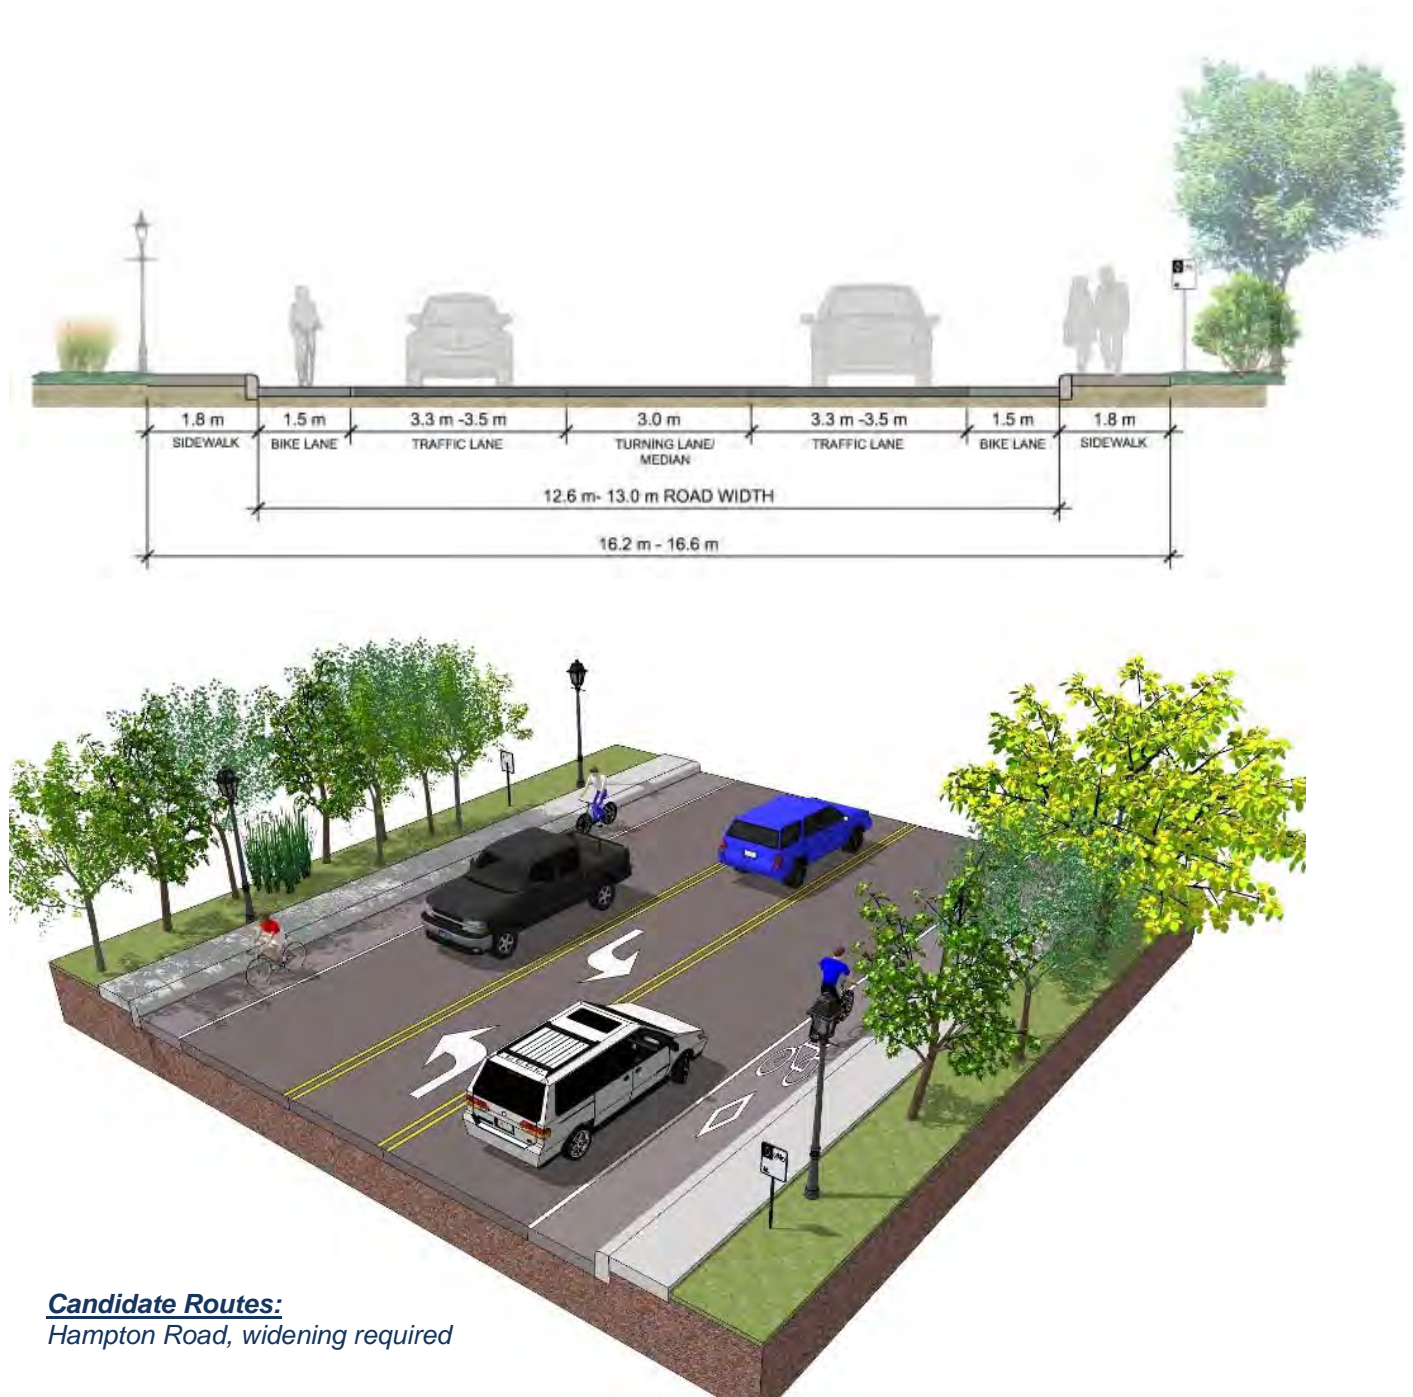 1.8 m 1.5 m 3.3 m -3.5 m 3.0 m 3.3 m -3.5 m 1.5 m 1.8 m
SIDEWALK BIKE LANE TRAFFIC LANE TURNING LANE/ TRAFFIC LANE BIKE LANE SIDEWALK
MEDIAN
12.6 m- 13.0 m ROAD WIDTH
16.2 m - 16.6 m
Candidate Routes:
Hampton Road, widening required